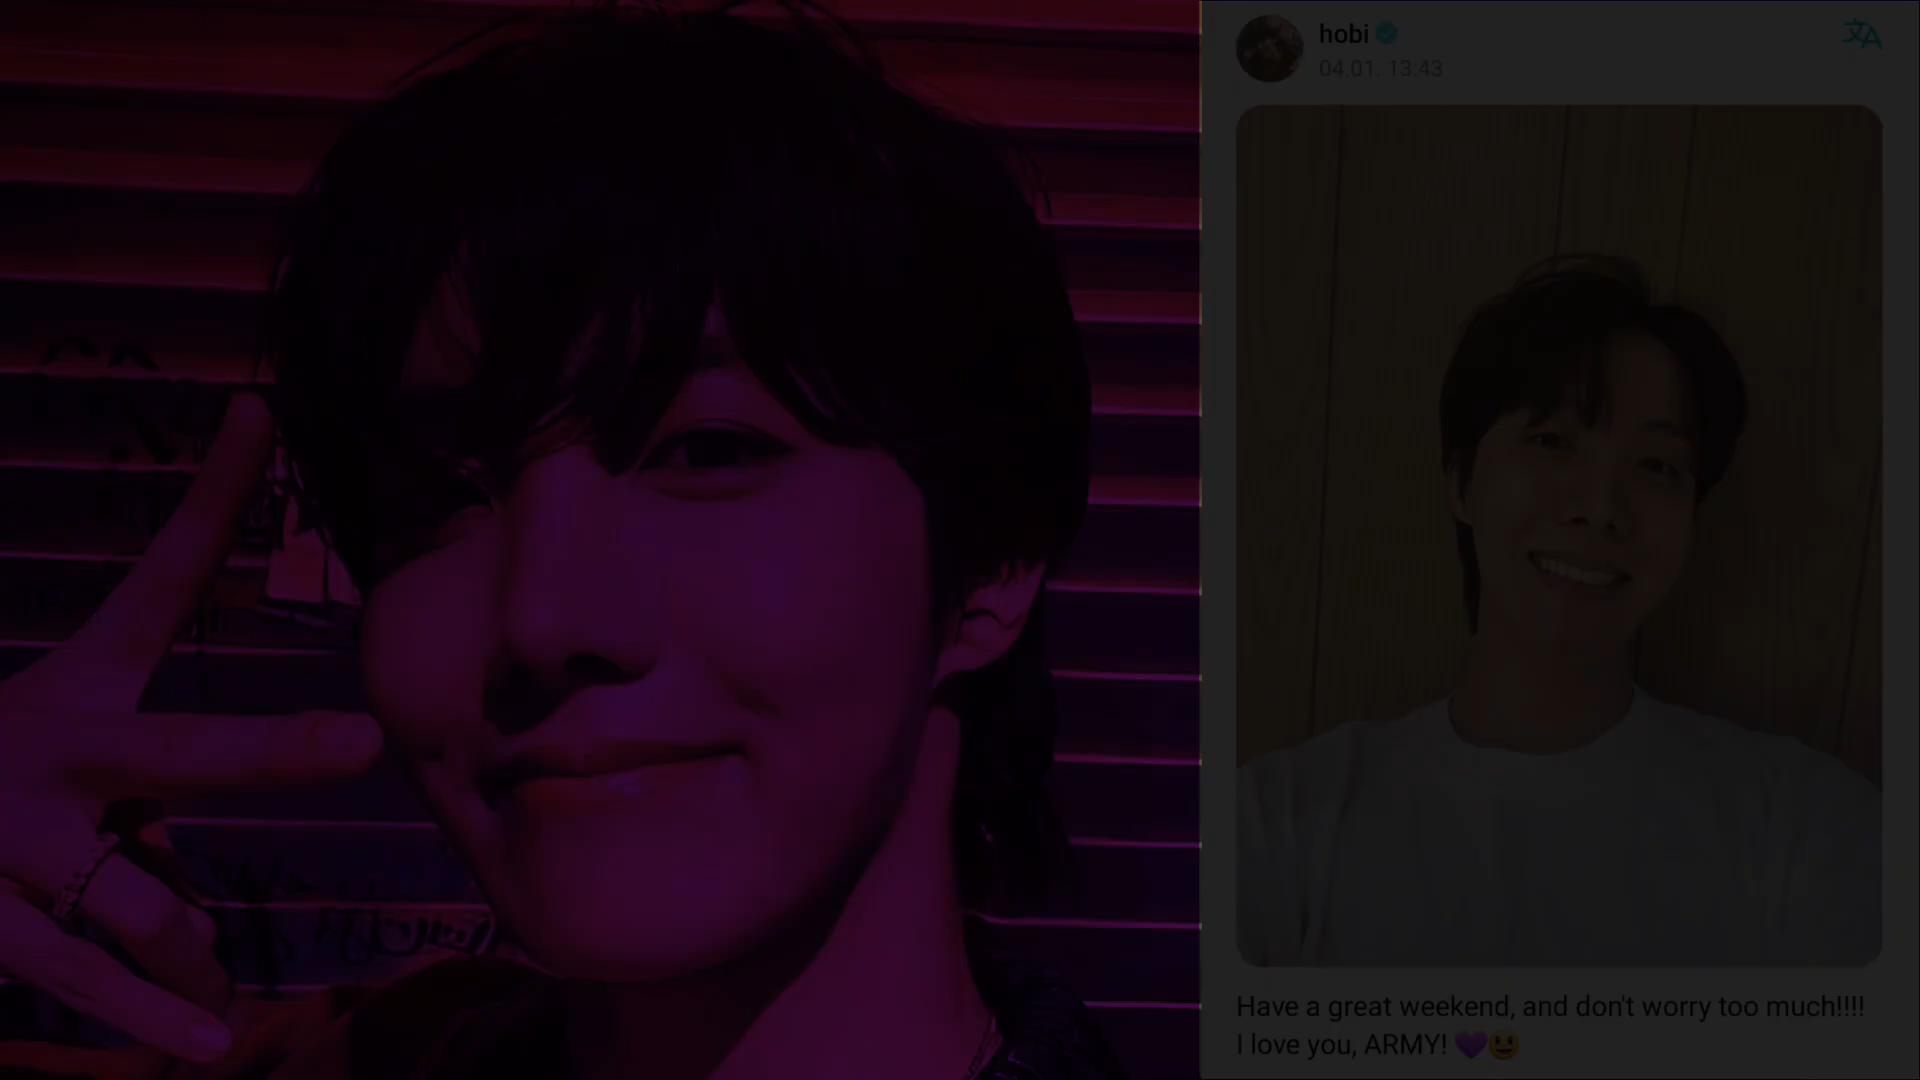 hobi
04.01. 13:43
Have a great weekend, and don't worry too much!!!!
I love you, ARMY! 💜😃